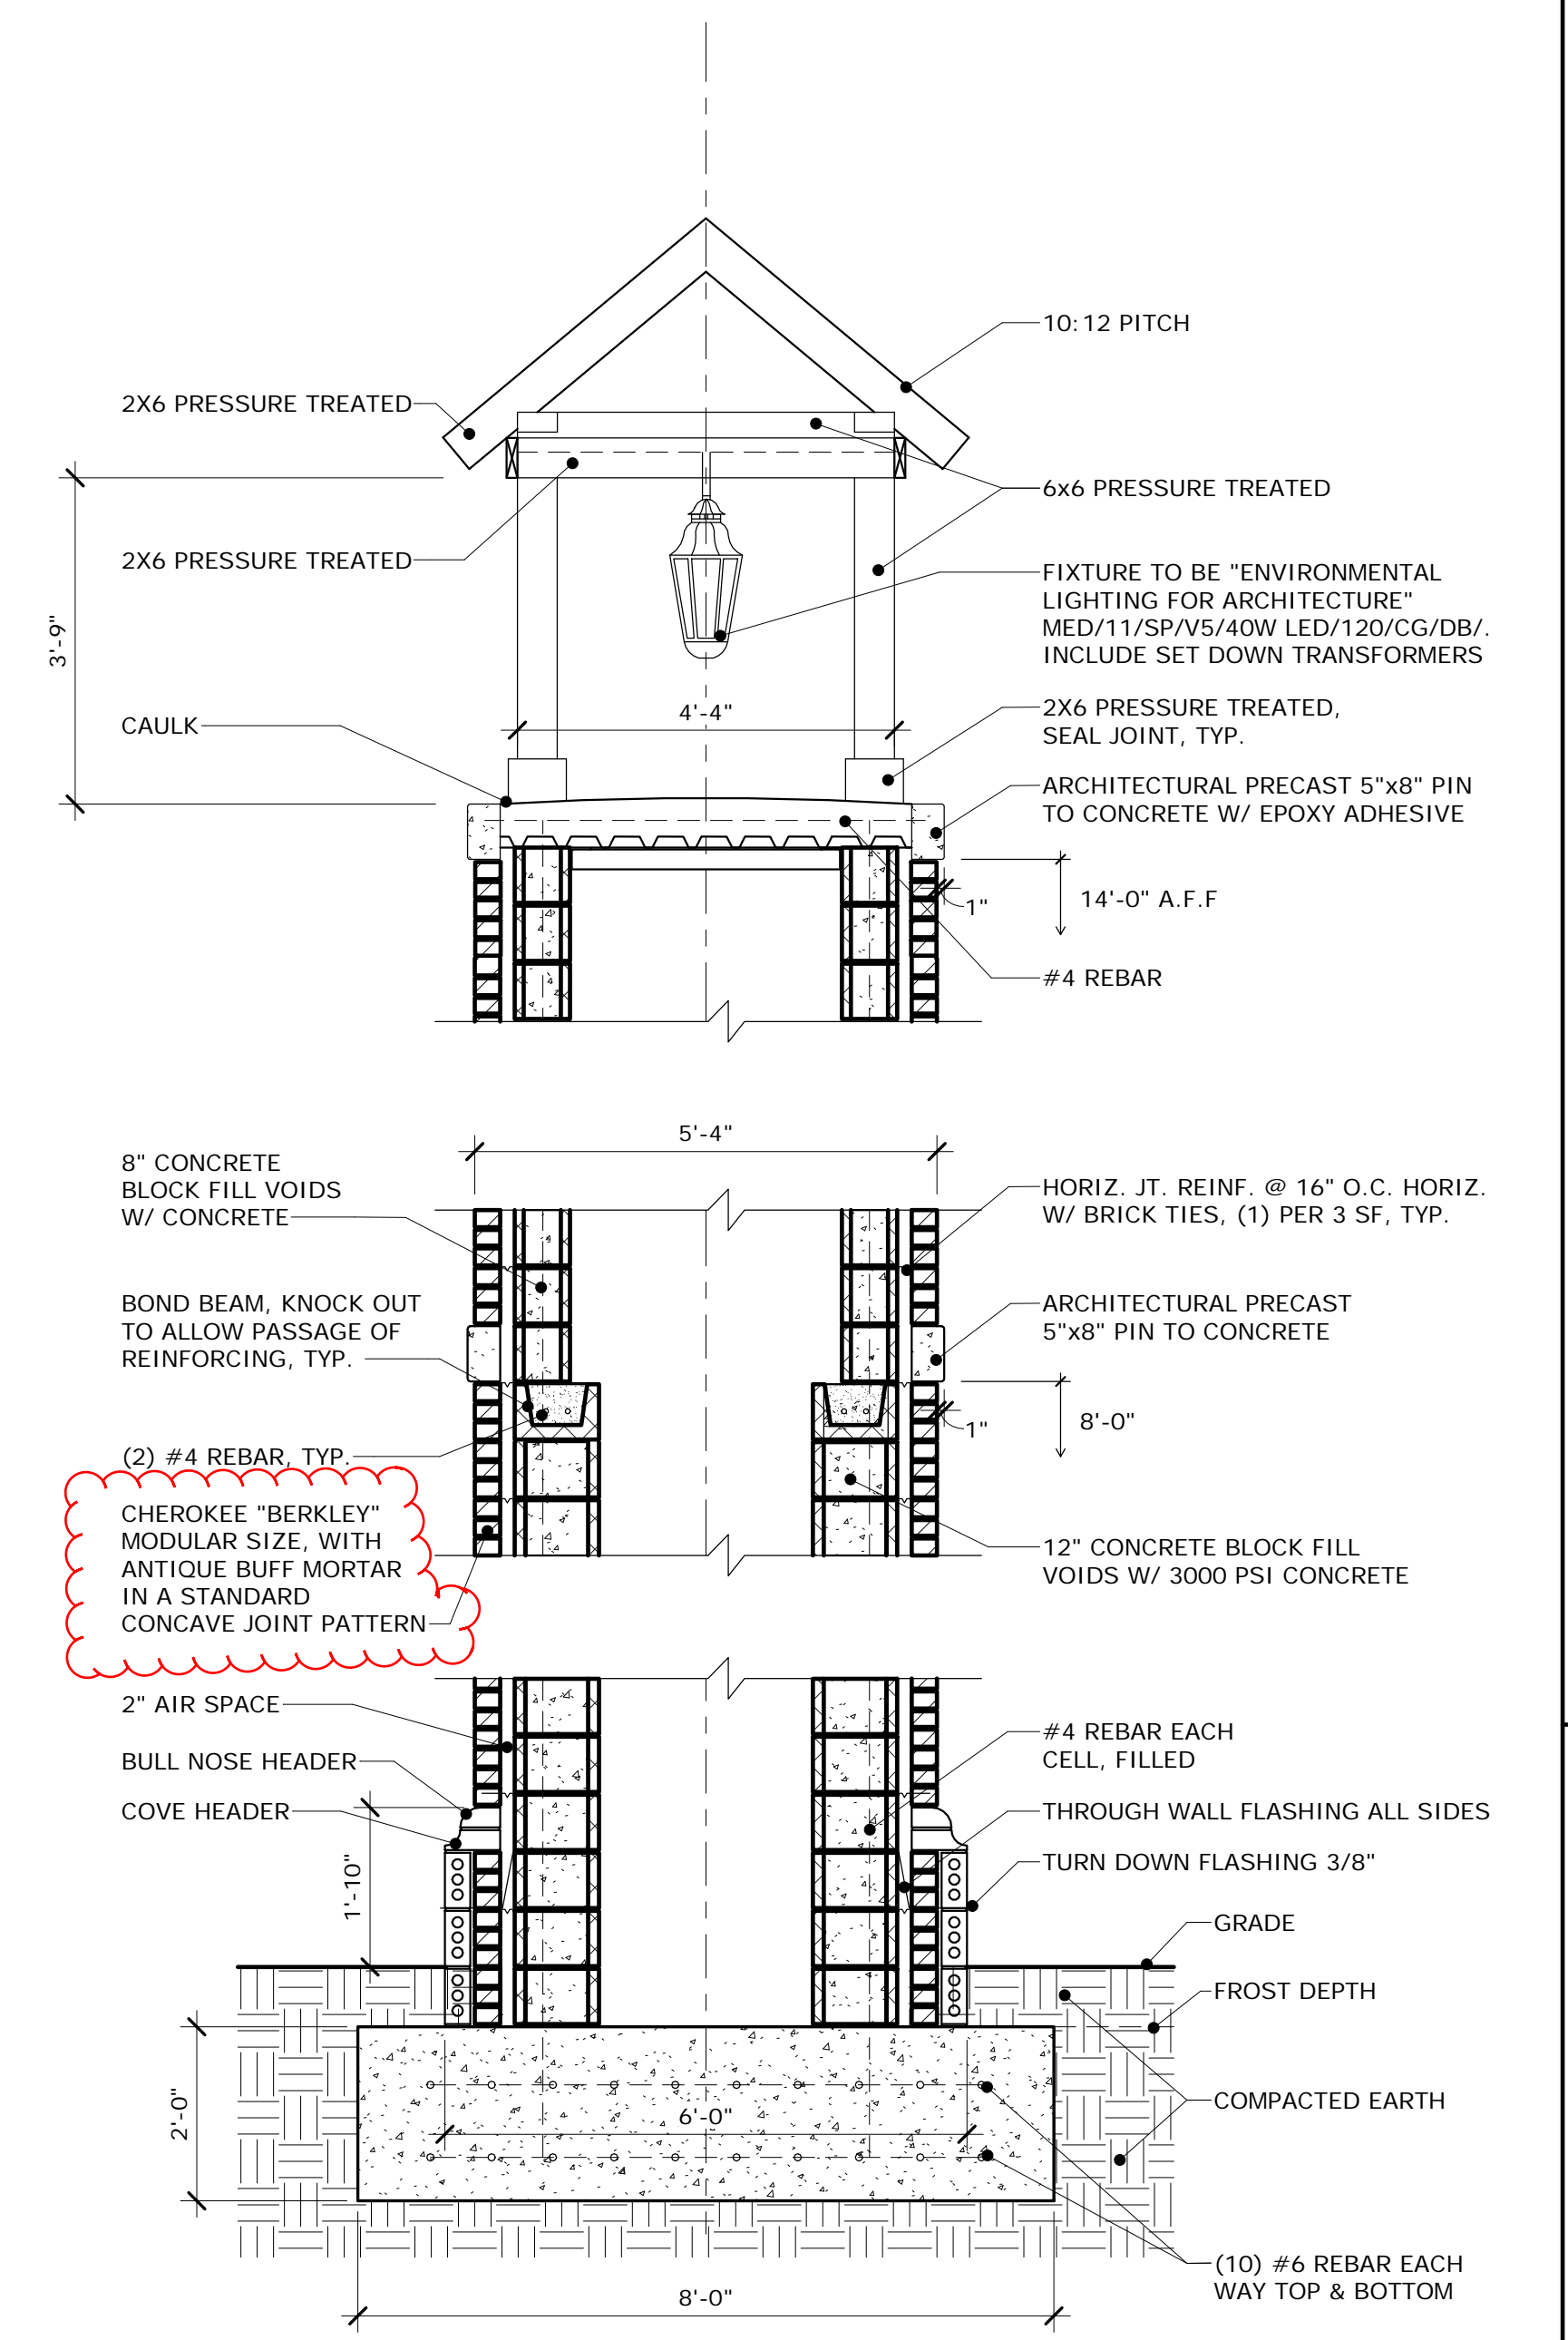 10:12 PITCH
2X6 PRESSURE TREATED
6x6 PRESSURE TREATED
2X6 PRESSURE TREATED
3'-9"
FIXTURE TO BE "ENVIRONMENTAL
LIGHTING FOR ARCHITECTURE"
MED/11/SP/V5/40W LED/120/CG/DB/.
INCLUDE SET DOWN TRANSFORMERS
CAULK
4'-4"
2X6 PRESSURE TREATED,
SEAL JOINT, TYP.
ARCHITECTURAL PRECAST 5"x8" PIN
TO CONCRETE W/ EPOXY ADHESIVE
1"
14'-0" A.F.F
#4 REBAR
5'-4"
8" CONCRETE
BLOCK FILL VOIDS
W/ CONCRETE
HORIZ. JT. REINF. @ 16" O.C. HORIZ.
W/ BRICK TIES, (1) PER 3 SF, TYP.
BOND BEAM, KNOCK OUT
TO ALLOW PASSAGE OF
REINFORCING, TYP.
ARCHITECTURAL PRECAST
5"x8" PIN TO CONCRETE
1"
8'-0"
(2) #4 REBAR, TYP.
CHEROKEE "BERKLEY"
MODULAR SIZE, WITH
ANTIQUE BUFF MORTAR
IN A STANDARD
CONCAVE JOINT PATTERN
12" CONCRETE BLOCK FILL
VOIDS W/ 3000 PSI CONCRETE
2" AIR SPACE
#4 REBAR EACH
CELL, FILLED
BULL NOSE HEADER
COVE HEADER
THROUGH WALL FLASHING ALL SIDES
1'-10"
TURN DOWN FLASHING 3/8"
GRADE
FROST DEPTH
2'-0"
6'-0"
COMPACTED EARTH
8'-0"
(10) #6 REBAR EACH
WAY TOP & BOTTOM